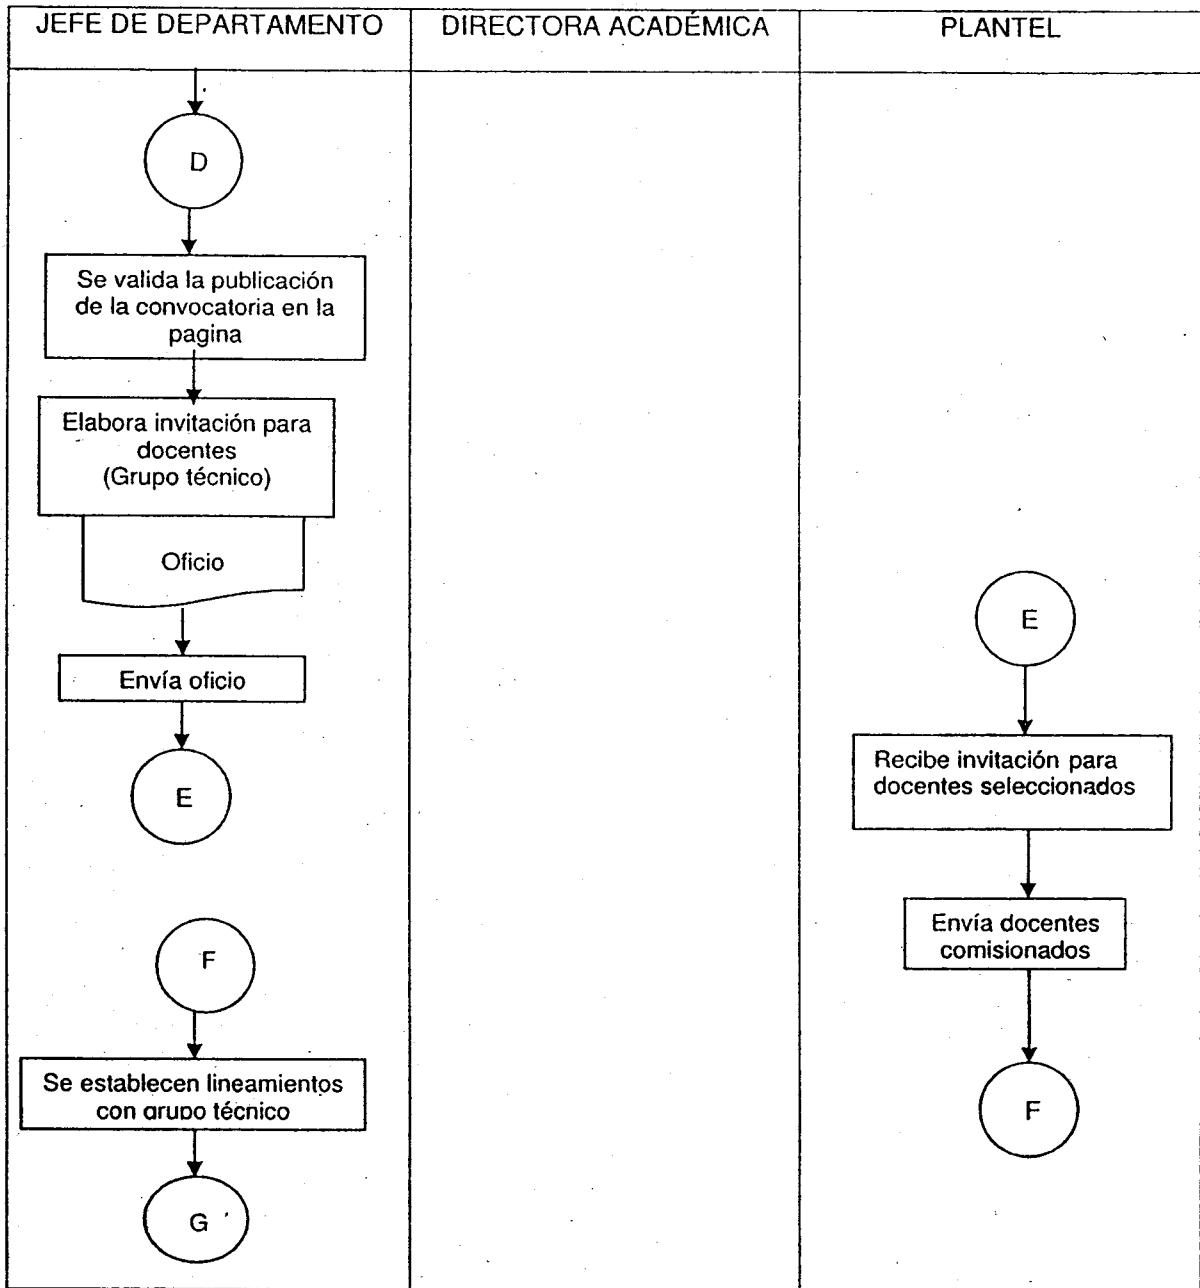 JEFE DE DEPARTAMENTO
DIRECTORA ACADÉMICA
PLANTEL
D
Se valida la publicación
de la convocatoria en la
pagina
Elabora invitación para
docentes
(Grupo técnico)
Oficio
Envía oficio
E
F
Se establecen lineamientos
con grupo técnico
G
E
Recibe invitación para
docentes seleccionados
Envía docentes
comisionados
F